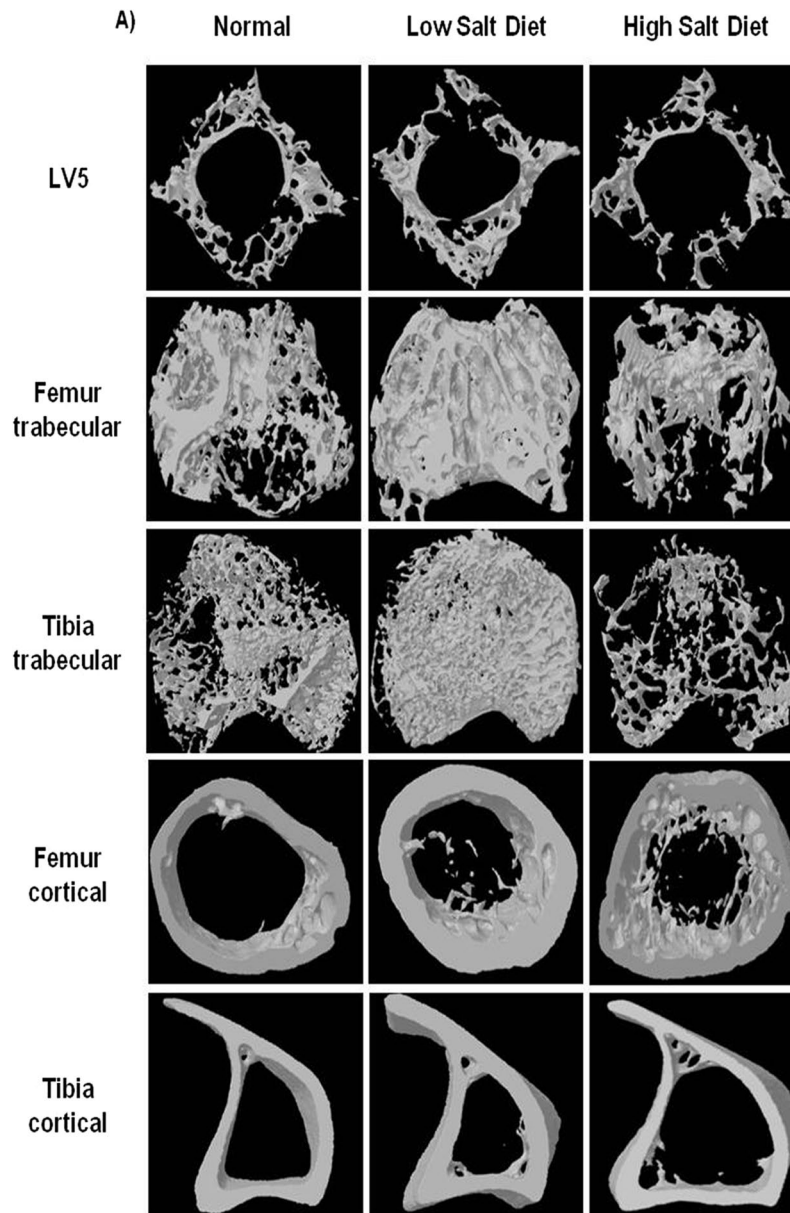 A)
Normal
Low Salt Diet
High Salt Diet
LV5
Femur
trabecular
Tibia
trabecular
Femur
cortical
Tibia
cortical